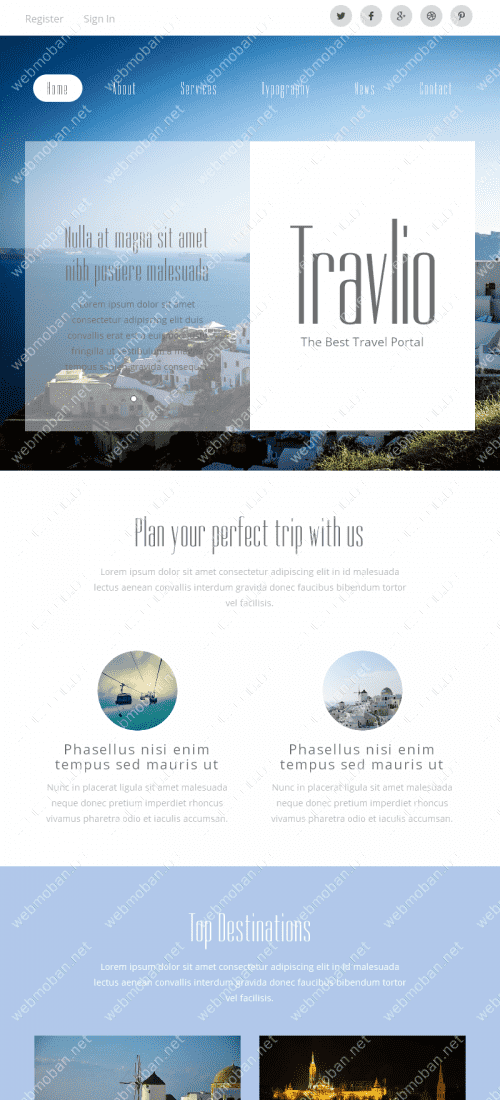 Register
Sign In
Home
About
Services
Typography
News
Contact
Nulla at magna sit amet
nibh posuere malesuada
Lorem ipsum dolor sit amet
consectetur adipiscing elit duis
convallis erat enim
fringilla ut vestibulum a
tempus gravida consequat
Travlio
The Best Travel Portal
Plan your perfect trip with us
Lorem ipsum dolor sit amet consectetur adipiscing elit in id malesuada
lectus aenean convallis interdum gravida donec faucibus bibendum tortor
vel facilisis.
Phasellus nisi enim
tempus sed mauris ut
Nunc in placerat ligula sit amet malesuada
neque donec pretium imperdiet rhoncus
vivamus pharetra odio et iaculis accumsan.
Phasellus nisi enim
tempus sed mauris ut
Nunc in placerat ligula sit amet malesuada
neque donec pretium imperdiet rhoncus
vivamus pharetra odio et iaculis accumsan.
Top Destinations
Lorem ipsum dolor sit amet consectetur adipiscing elit in id malesuada
lectus aenean convallis interdum gravida donec faucibus bibendum tortor
vel facilisis.
webmoban.net